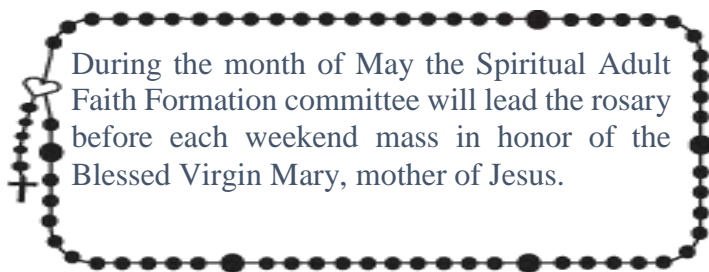 During the month of May the Spiritual Adult
Faith Formation committee will lead the rosary
before each weekend mass in honor of the
Blessed Virgin Mary, mother of Jesus.